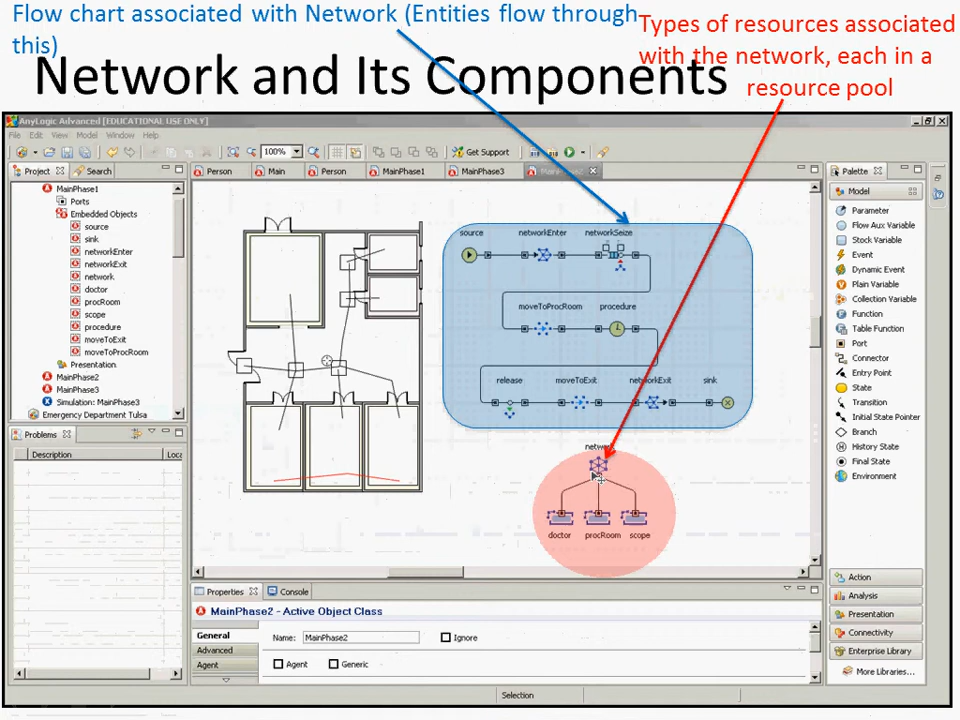 Flow chart associated with Network (Entities flow through
this)
Types of resources associated
with the network, each in a
resource pool
Network and Its Components
AnyLogic Advanced [EDUCATIONAL USE ONLY]
File Edit View Model Window Help
100% Get Support
Project Search
Person Main Person MainPhase1 MainPhase3
Palette
MainPhase1
Ports
Embedded Objects
source
sink
networkEnter
networkExit
network
doctor
procRoom
scope
procedure
moveToExit
moveToProcRoom
Presentation
MainPhase2
MainPhase3
Simulation: MainPhase3
Emergency Department Tulsa
Problems
Description Loca
source networkEnter networkSeize
moveToProcRoom procedure
release moveToExit networkExit sink
network
doctor procRoom scope
Model
Parameter
Flow Aux Variable
Stock Variable
Event
Dynamic Event
Plain Variable
Collection Variable
Function
Table Function
Port
Connector
Entry Point
State
Transition
Initial State Pointer
Branch
History State
Final State
Environment
Action
Analysis
Presentation
Connectivity
Enterprise Library
More Libraries...
Properties Console
MainPhase2 - Active Object Class
General
Advanced
Agent
Name: MainPhase2 Ignore
Agent Generic
Selection